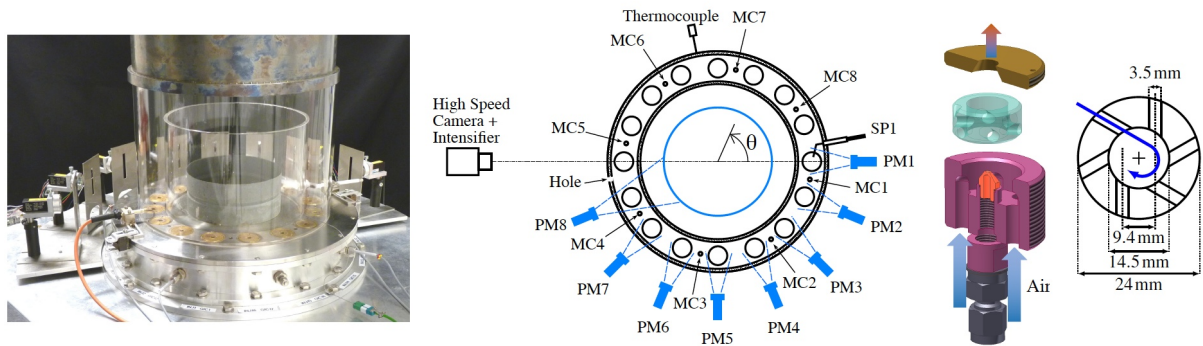 Thermocouple
MC7
MC6
MC8
High Speed
Camera +
Intensifier
MC5
SP1
θ
PM1
Hole
MC1
PM8
PM2
MC4
MC2
PM7
MC3
PM3
PM6
PM5
PM4
Air
3.5 mm
9.4 mm
14.5 mm
24 mm